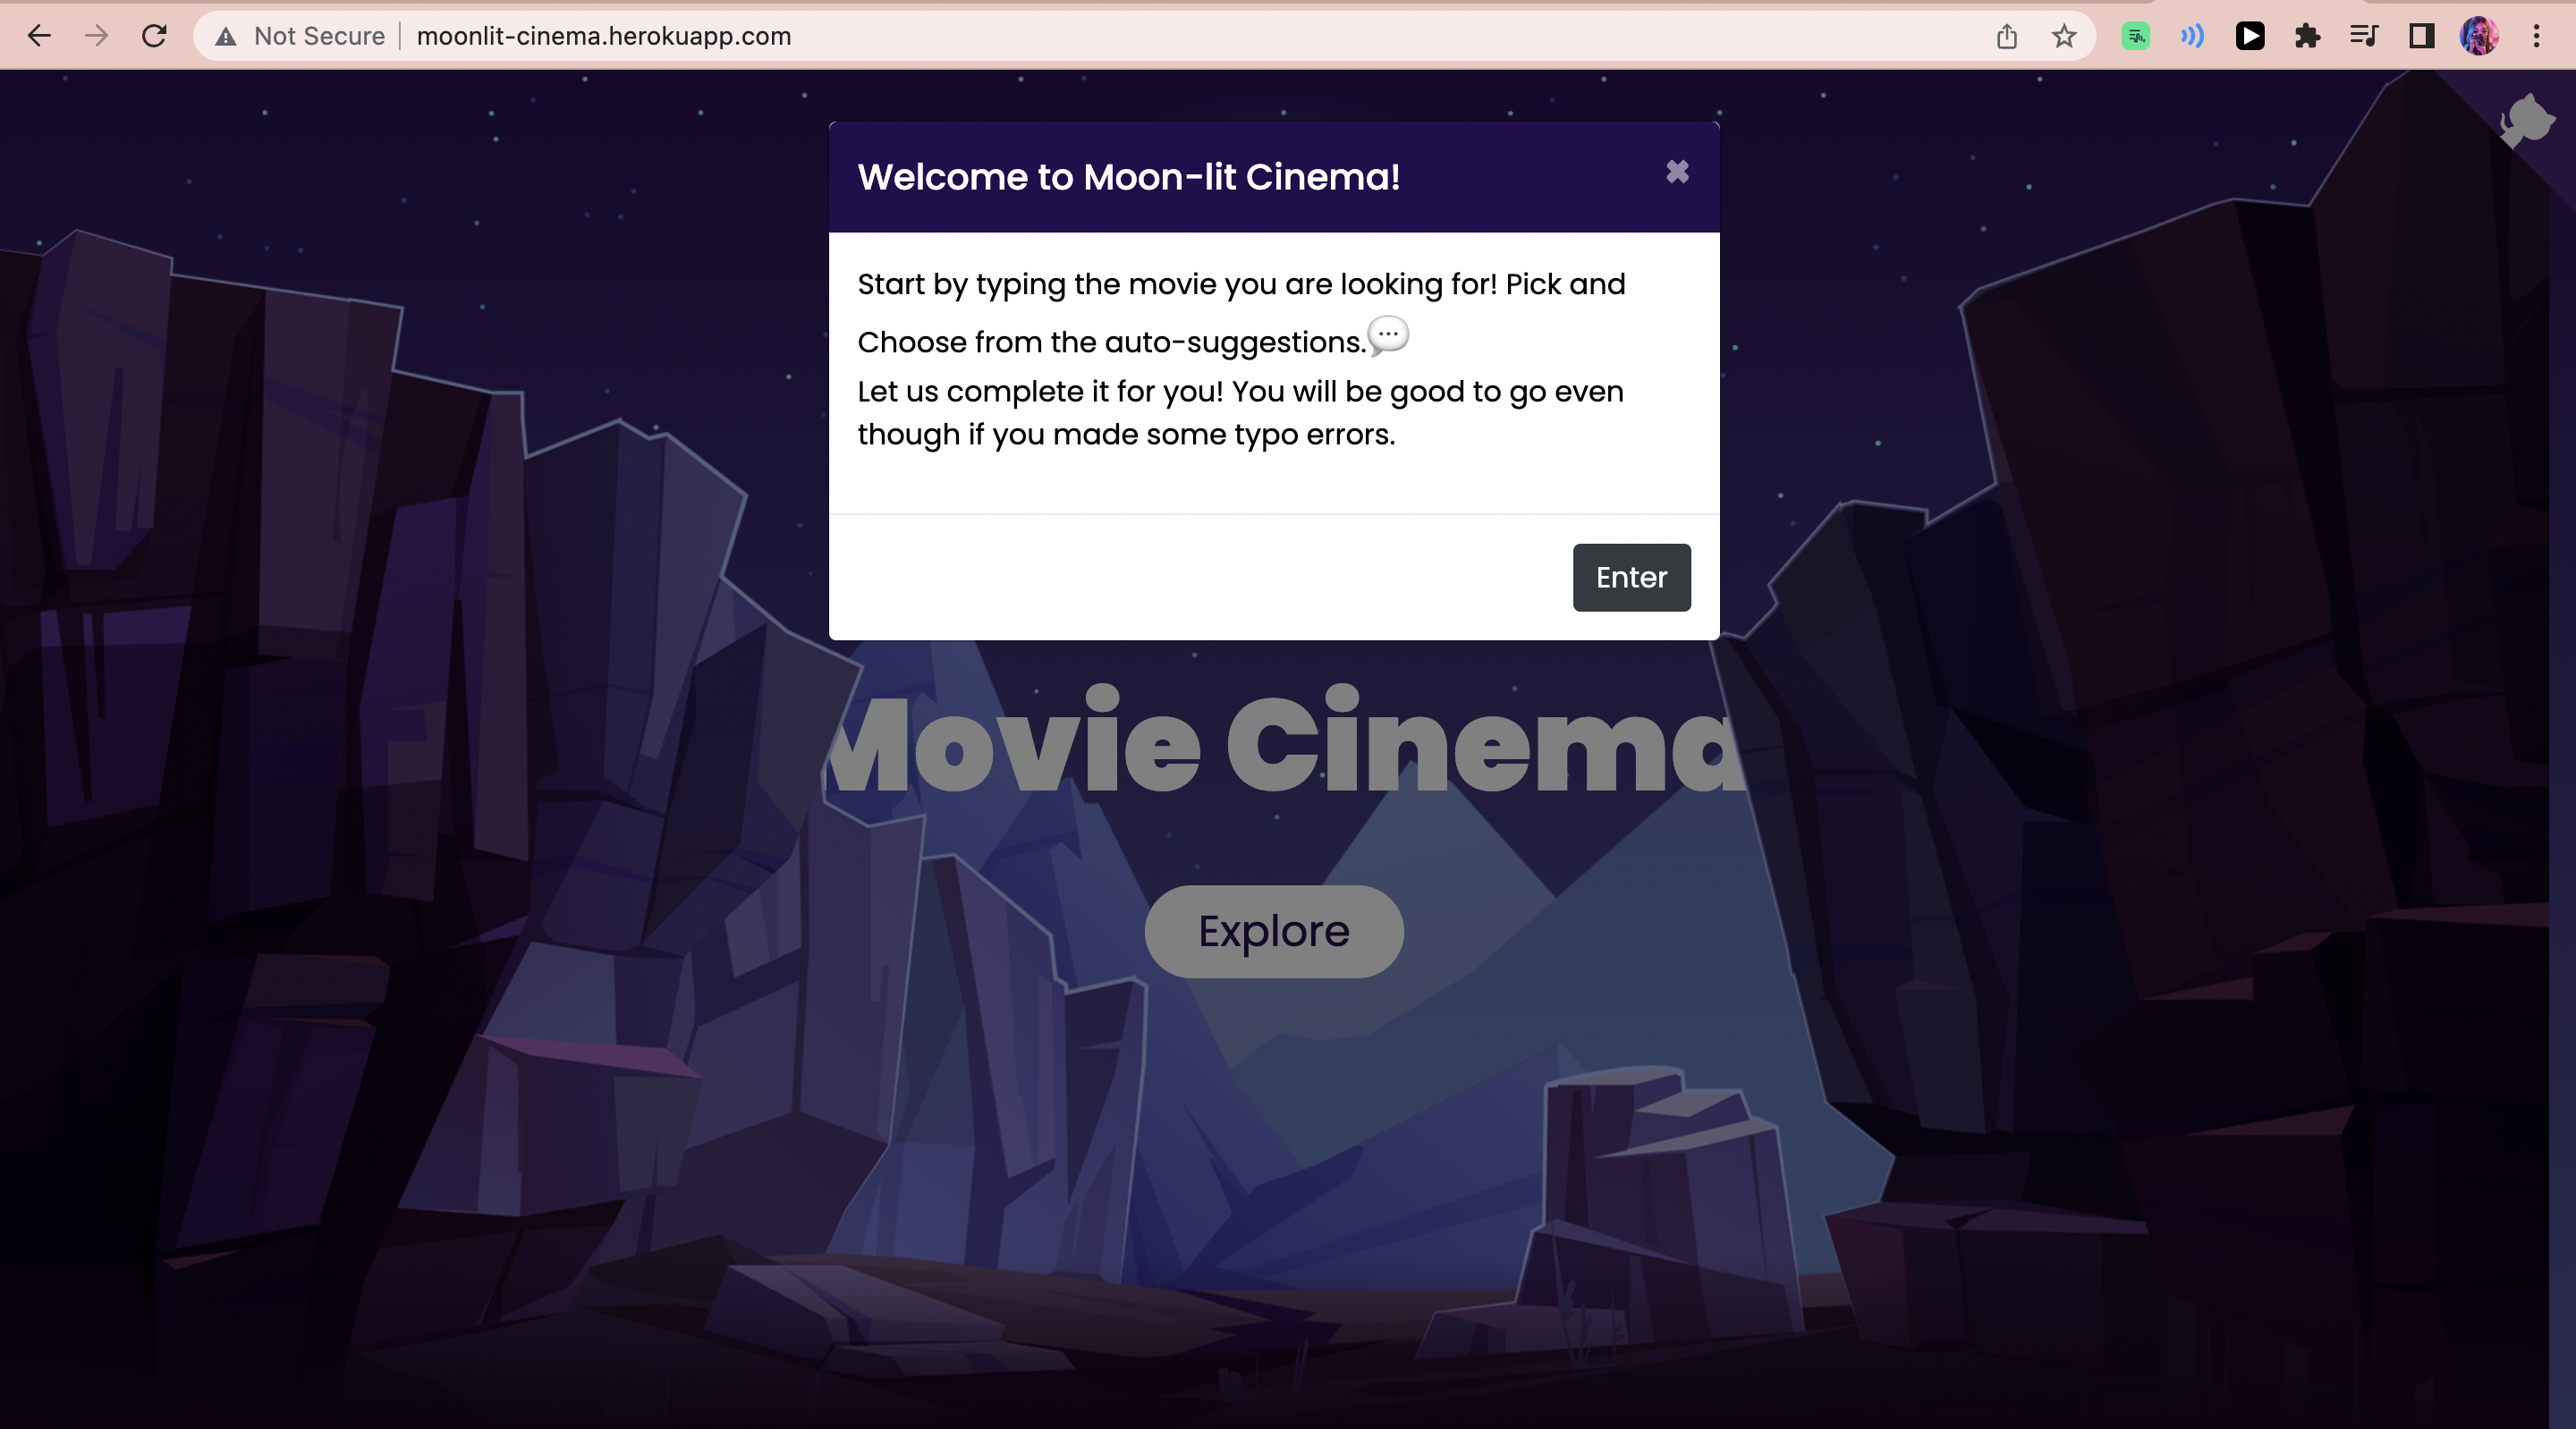 Not Secure
moonlit-cinema.herokuapp.com
Welcome to Moon-lit Cinema!
Start by typing the movie you are looking for! Pick and
Choose from the auto-suggestions.
Let us complete it for you! You will be good to go even
though if you made some typo errors.
Enter
Movie Cinema
Explore